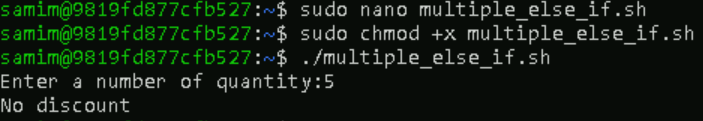 samim@9819fd877cfb527:~$ sudo nano multiple_else_if.sh
samim@9819fd877cfb527:~$ sudo chmod +x multiple_else_if.sh
samim@9819fd877cfb527:~$ ./multiple_else_if.sh
Enter a number of quantity:5
No discount